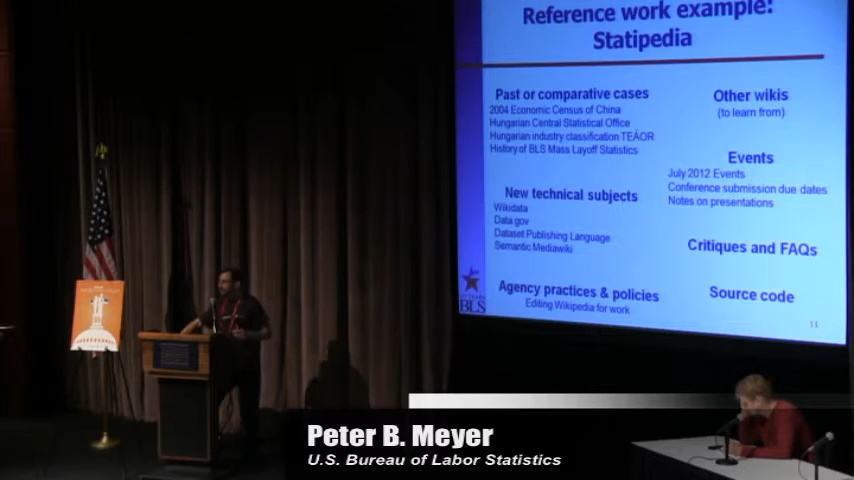 Reference work example:
Statipedia
Past or comparative cases
2004 Economic Census of China
Hungarian Central Statistical Office
Hungarian industry classification TEÁOR
History of BLS Mass Layoff Statistics
New technical subjects
Wikidata
Data.gov
Dataset Publishing Language
Semantic Mediawiki
Agency practices & policies
Editing Wikipedia for work
Other wikis
(to learn from)
Events
July 2012 Events
Conference submission due dates
Notes on presentations
Critiques and FAQs
Source code
BLS
11
Peter B. Meyer
U.S. Bureau of Labor Statistics